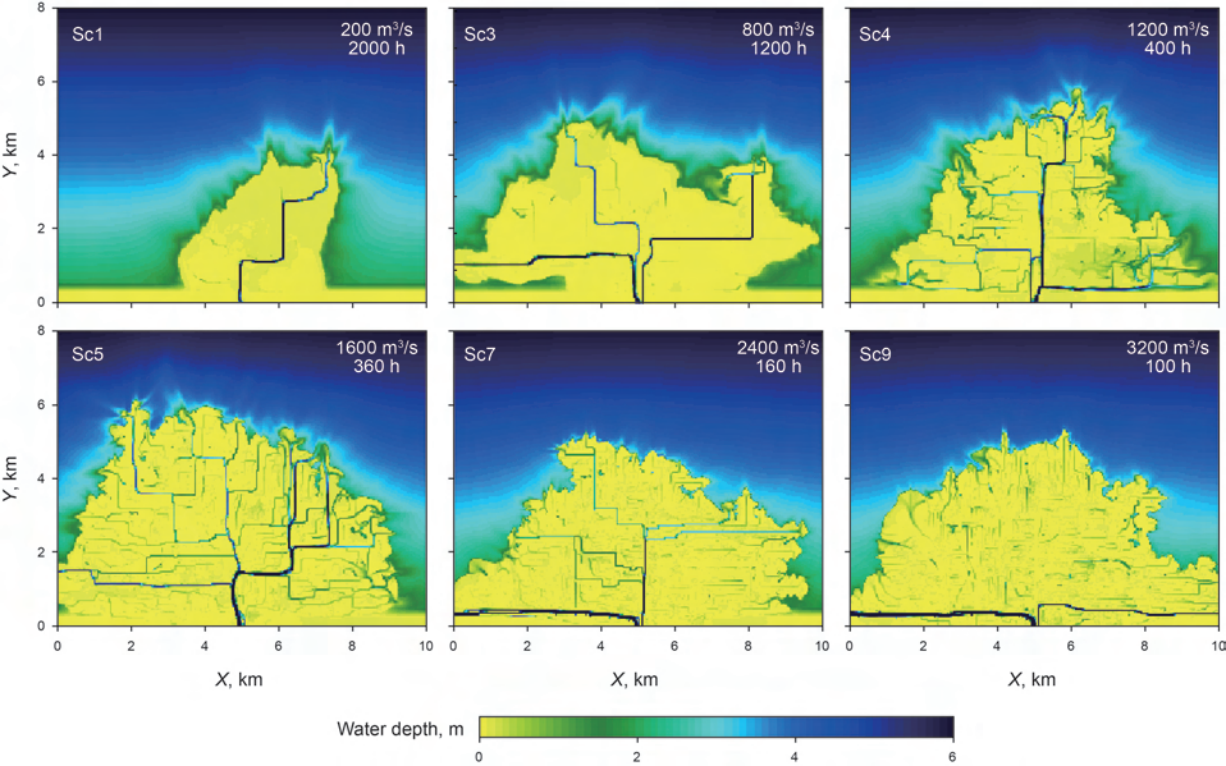 8
Sc1
200 m³/s
2000 h
Sc3
800 m³/s
1200 h
Sc4
1200 m³/s
400 h
6
Y, km
4
2
0
8
Sc5
1600 m³/s
360 h
Sc7
2400 m³/s
160 h
Sc9
3200 m³/s
100 h
6
Y, km
4
2
0
0 2 4 6 8 10 0 2 4 6 8 10 0 2 4 6 8 10
X, km X, km X, km
Water depth, m
0 2 4 6